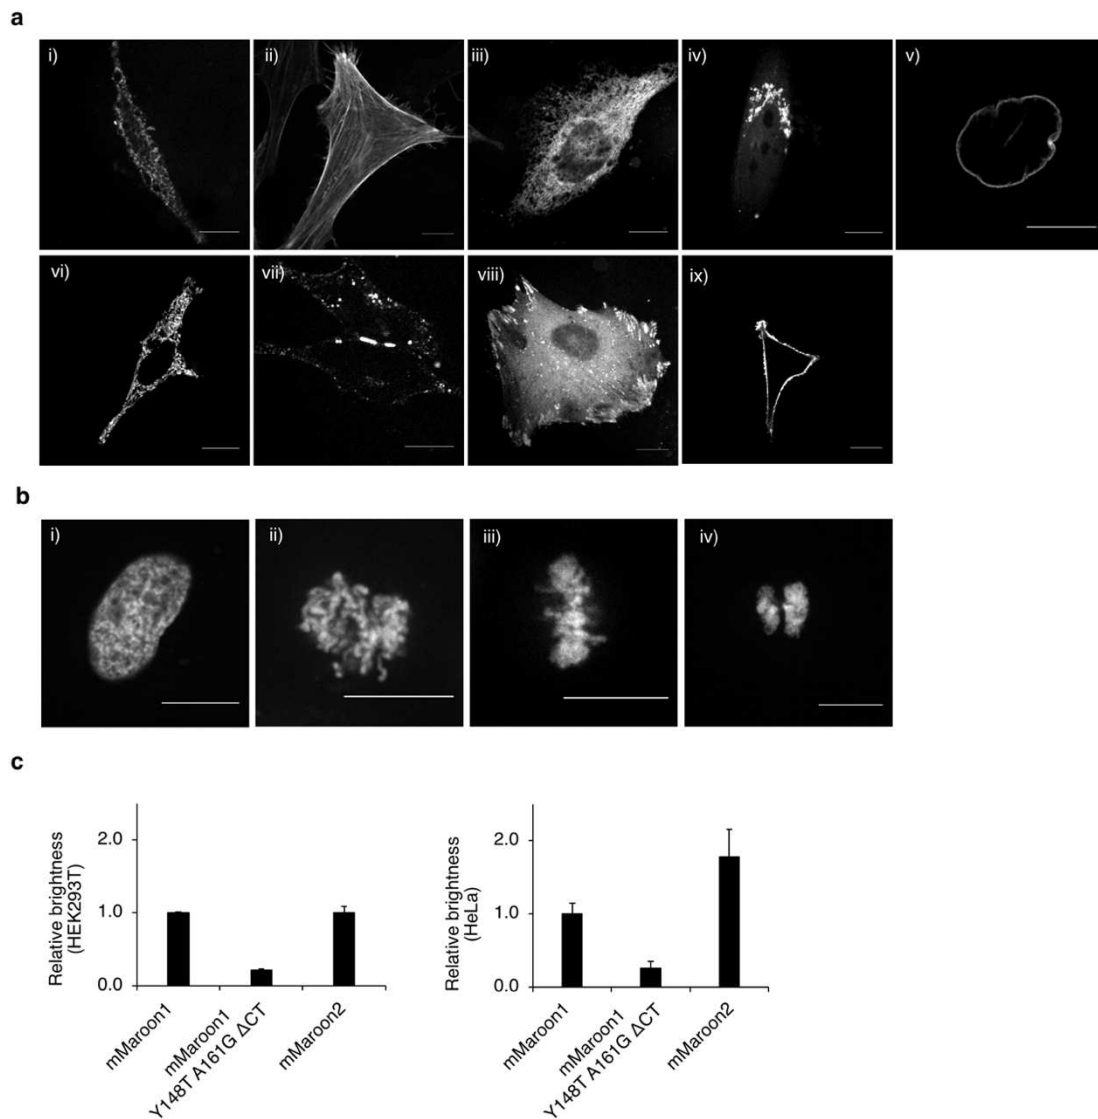 a
i)
ii)
iii)
iv)
v)
vi)
vii)
viii)
ix)
b
i)
ii)
iii)
iv)
c
Relative brightness
(HEK293T)
2.0
1.0
0.0
mMaroon1
mMaroon1
Y148T A161G ΔCT
mMaroon2
Relative brightness
(HeLa)
2.0
1.0
0.0
mMaroon1
mMaroon1
Y148T A161G ΔCT
mMaroon2